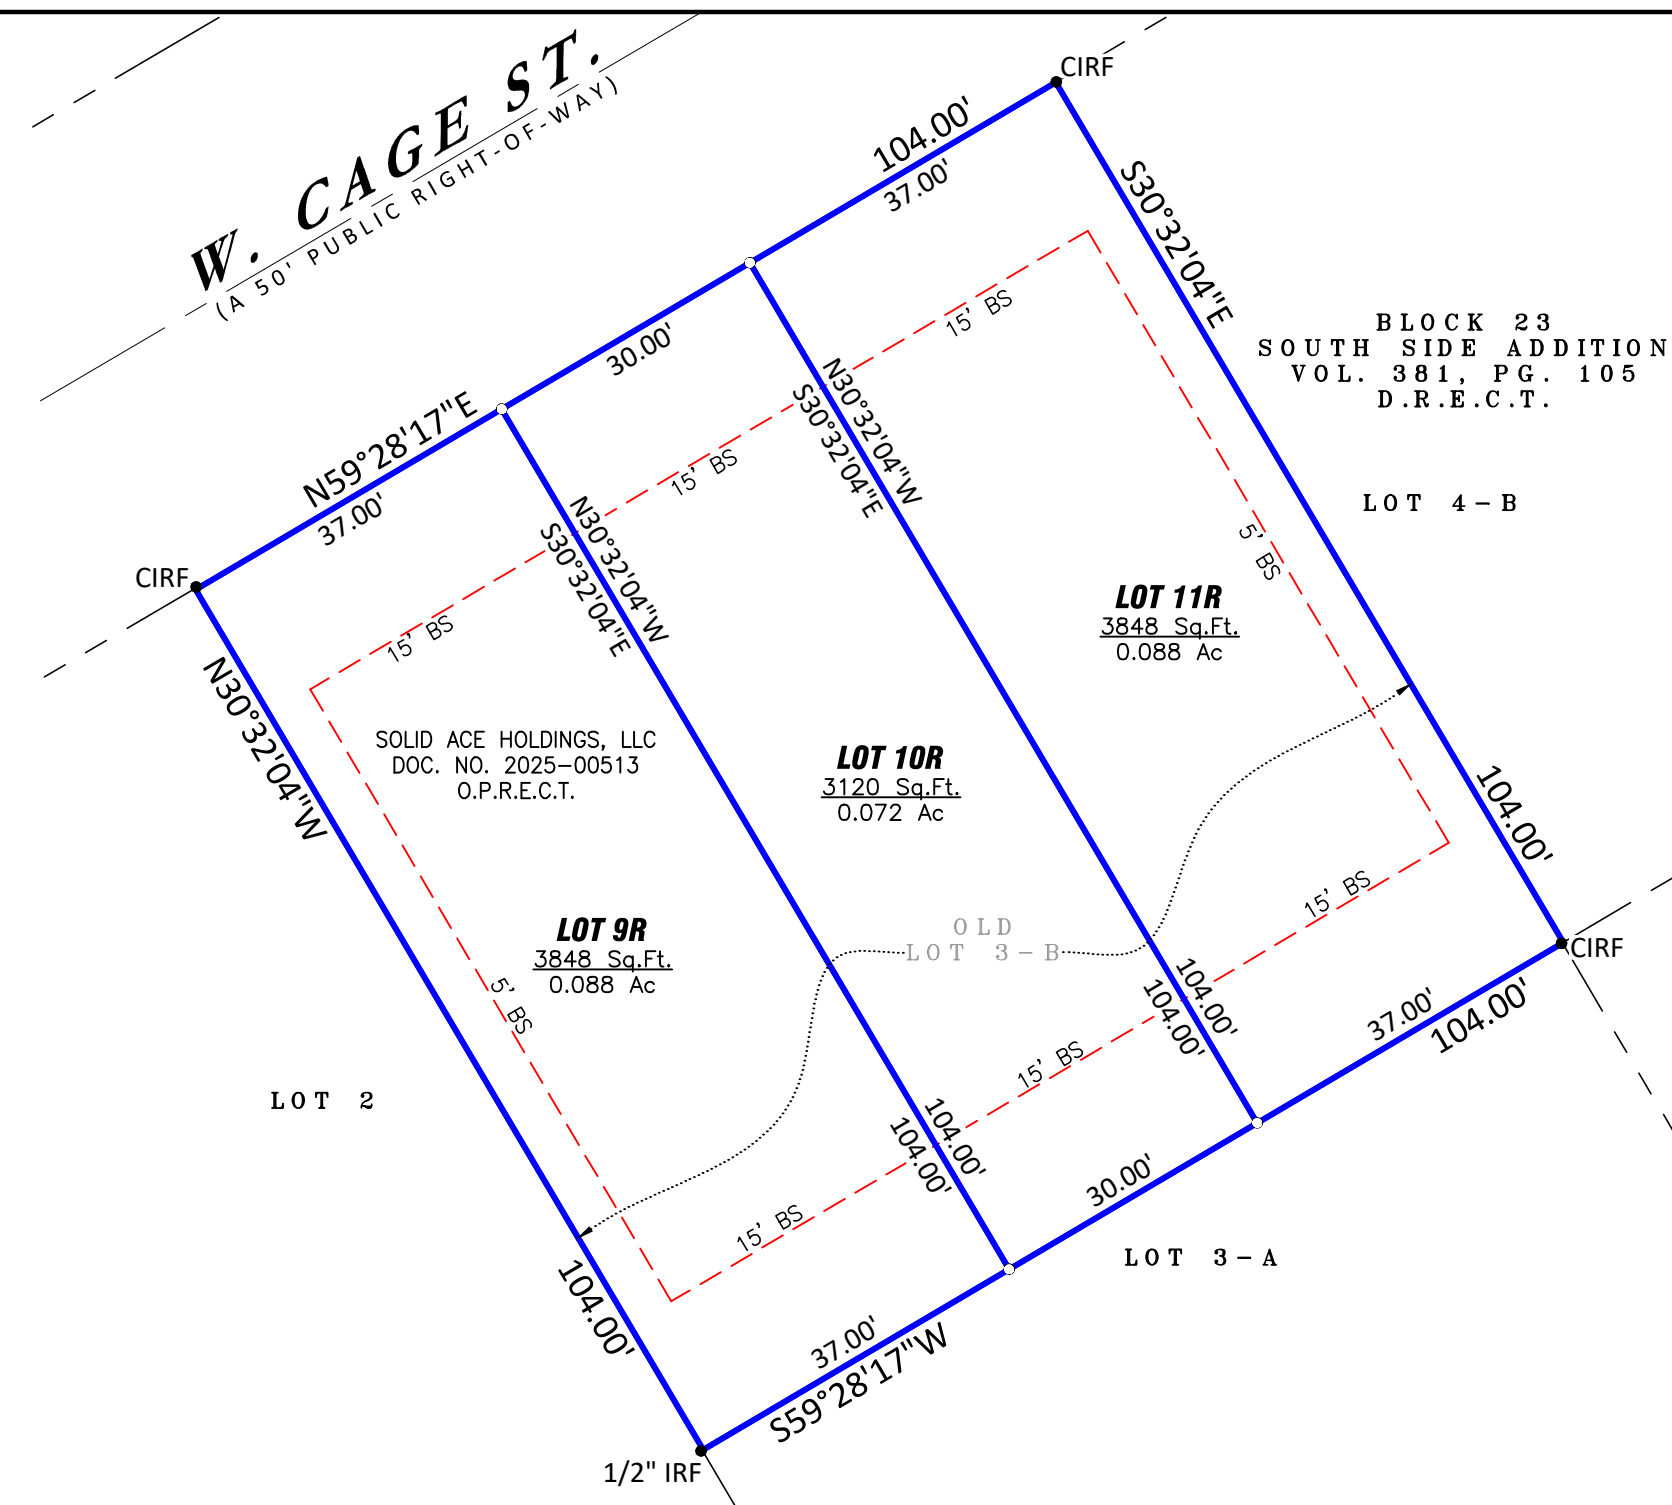 W. CAGE ST.
(A 50' PUBLIC RIGHT-OF-WAY)
CIRF
104.00'
37.00'
S30°32'04"E
15' BS
30.00'
BLOCK 23
SOUTH SIDE ADDITION
VOL. 381, PG. 105
D.R.E.C.T.
N59°28'17"E
37.00'
N30°32'04"W
S30°32'04"E
15' BS
LOT 4-B
N30°32'04"W
S30°32'04"E
5' BS
CIRF
15' BS
LOT 11R
3848 Sq.Ft.
0.088 Ac
N30°32'04"W
SOLID ACE HOLDINGS, LLC
DOC. NO. 2025-00513
O.P.R.E.C.T.
LOT 10R
3120 Sq.Ft.
0.072 Ac
104.00'
15' BS
LOT 9R
3848 Sq.Ft.
0.088 Ac
OLD
LOT 3-B
CIRF
5' BS
104.00'
104.00'
37.00'
104.00'
15' BS
LOT 2
104.00'
104.00'
30.00'
15' BS
LOT 3-A
104.00'
37.00'
S59°28'17"W
1/2" IRF